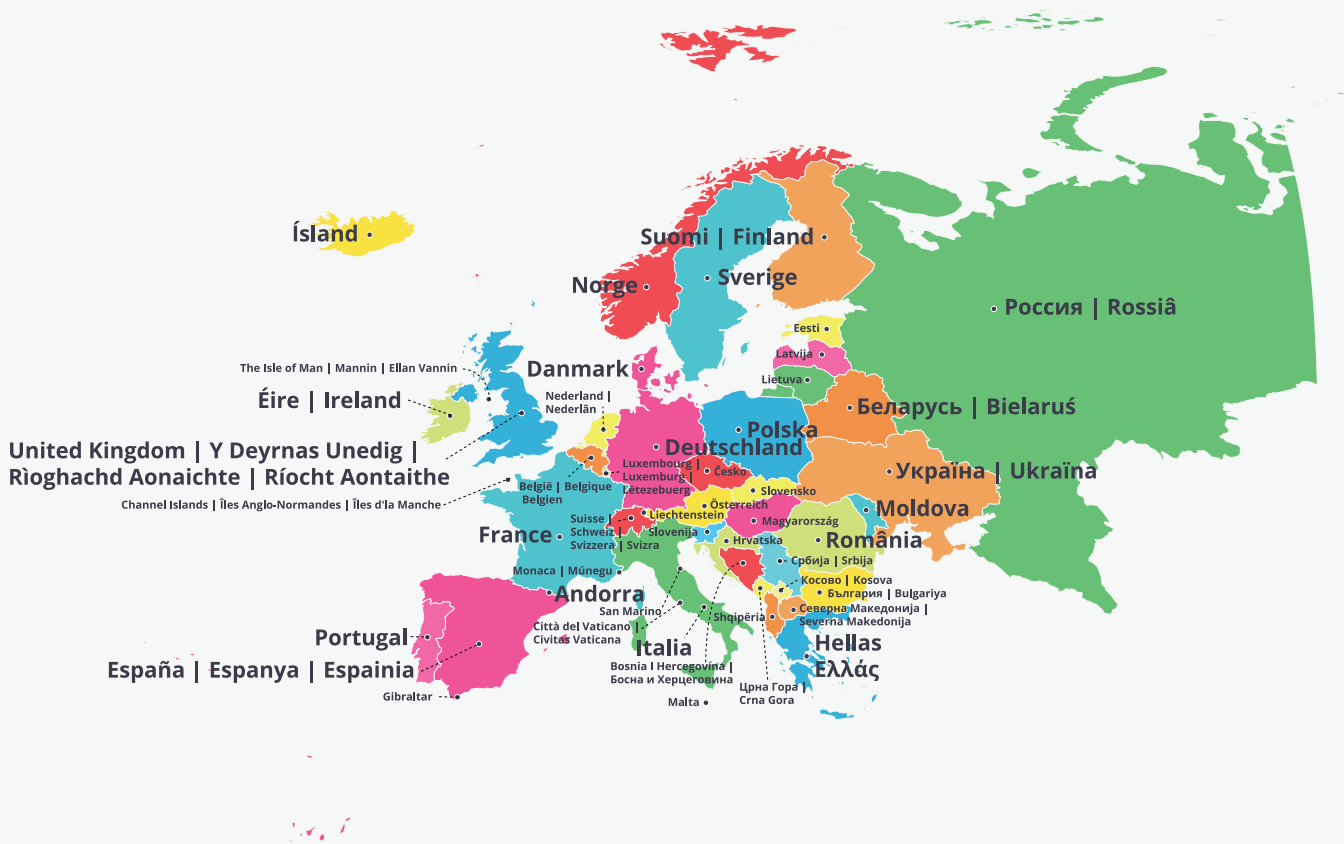 Ísland
Suomi | Finland
Sverige
Norge
Россия | Rossiâ
Eesti
Latvija
The Isle of Man | Mannin | Ellan Vannin
Danmark
Lietuva
Nederland |
Nederlân
Éire | Ireland
Беларусь | Bielaruś
Polska
Deutschland
United Kingdom | Y Deyrnas Unedig |
Rìoghachd Aonaichte | Ríocht Aontaithe
Luxembourg |
Luxemburg |
Lëtezebuerg
Česko
Україна | Ukraïna
België | Belgique
Belgien
Slovensko
Channel Islands | Îles Anglo-Normandes | Îles d'la Manche
Österreich
Liechtenstein
Moldova
Suisse |
Schweiz |
Svizzera | Svizra
Magyarország
Slovenija
France
Hrvatska
România
Србија | Srbija
Monaca | Múnegu
Косово | Kosova
Andorra
България | Bulgariya
San Marino
Shqipëria
Северна Македонија |
Severna Makedonija
Città del Vaticano |
Civitas Vaticana
Portugal
Italia
Hellas
Ελλάς
España | Espanya | Espainia
Bosnia I Hercegovína |
Босна и Херцеговина
Црна Гора |
Crna Gora
Gibraltar
Malta